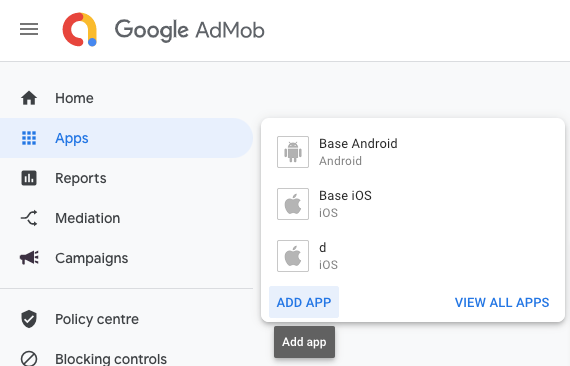 Google AdMob
Home
Apps
Reports
Mediation
Campaigns
Policy centre
Blocking controls
Base Android
Android
Base iOS
iOS
d
iOS
ADD APP
VIEW ALL APPS
Add app